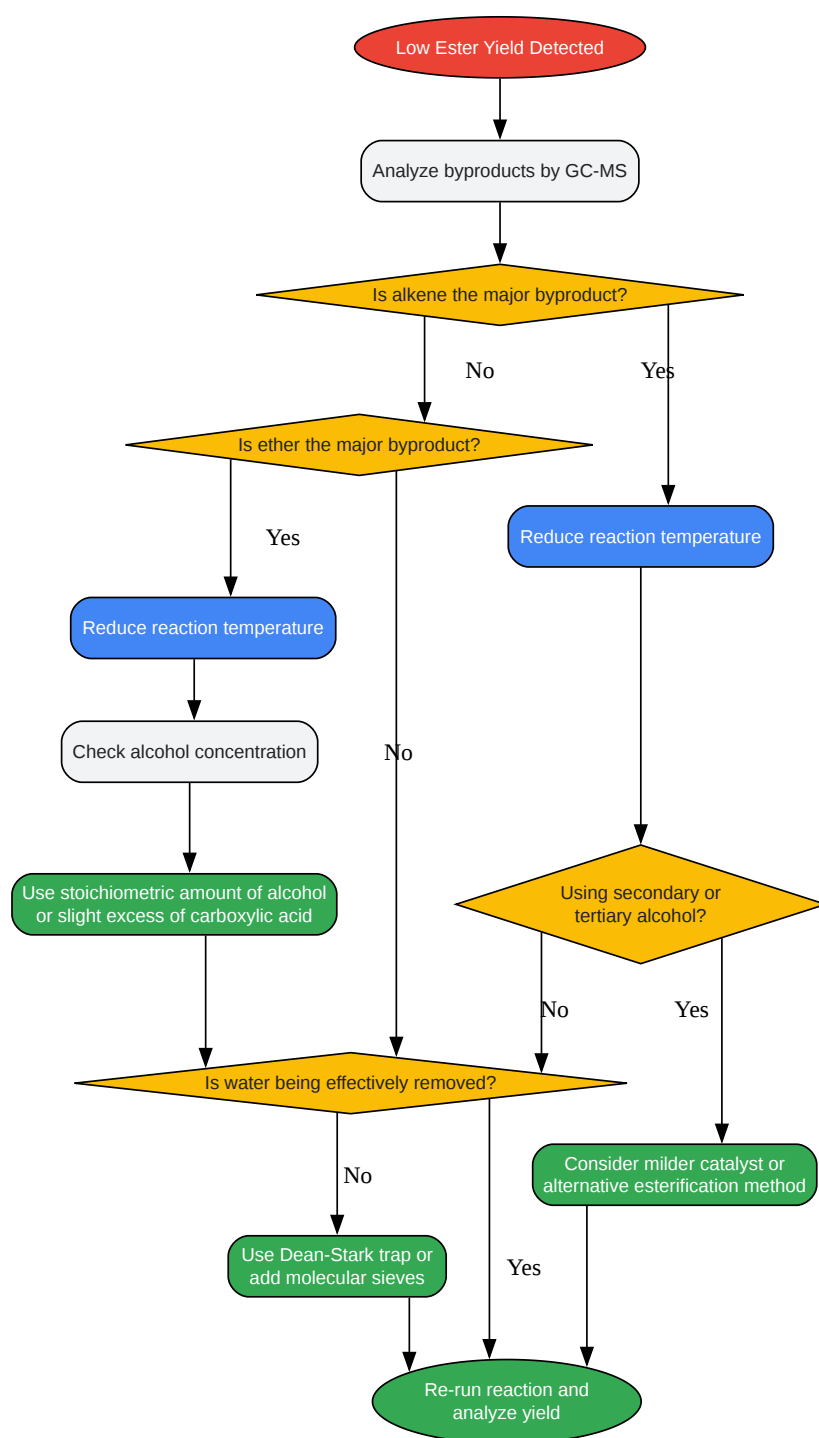 Low Ester Yield Detected
Analyze byproducts by GC-MS
Is alkene the major byproduct?
No
Yes
Is ether the major byproduct?
Yes
Reduce reaction temperature
Reduce reaction temperature
Check alcohol concentration
No
Use stoichiometric amount of alcohol
or slight excess of carboxylic acid
Using secondary or
tertiary alcohol?
No
Yes
Is water being effectively removed?
No
Consider milder catalyst or
alternative esterification method
Use Dean-Stark trap or
add molecular sieves
Yes
Re-run reaction and
analyze yield